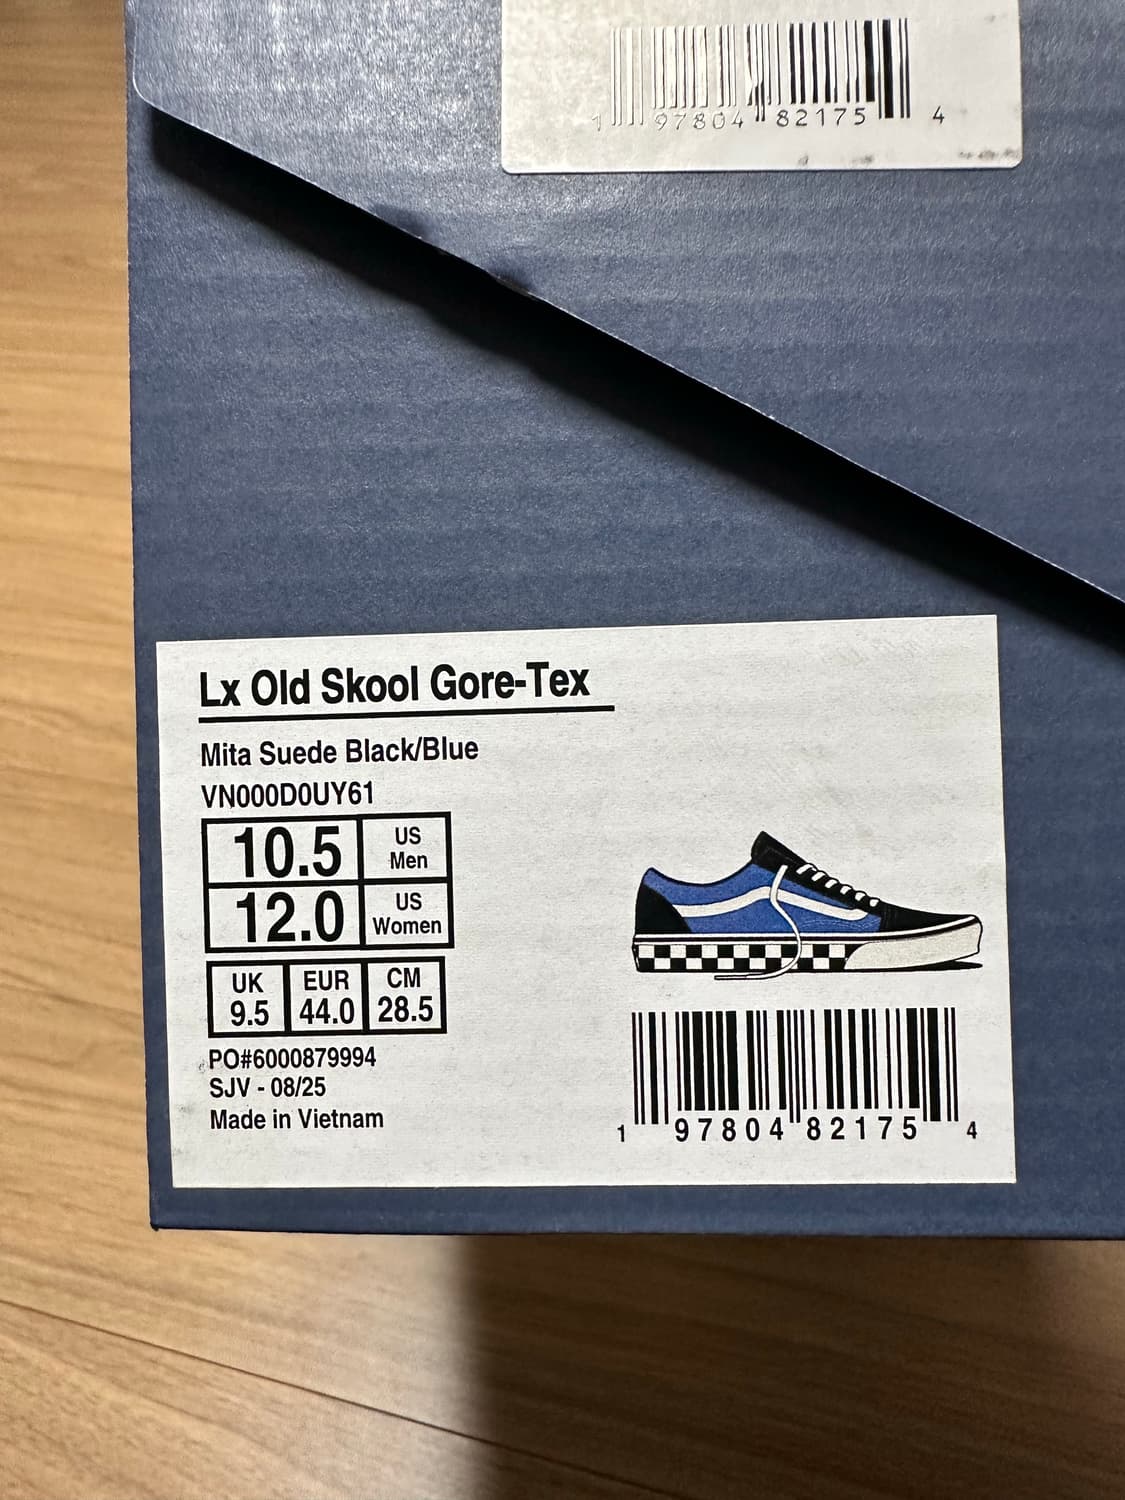 1 97804 82175 4
Lx Old Skool Gore-Tex
Mita Suede Black/Blue
VN000D0UY61
10.5 US Men
12.0 US Women
UK EUR CM
9.5 44.0 28.5
PO#6000879994
SJV - 08/25
Made in Vietnam
1 97804 82175 4